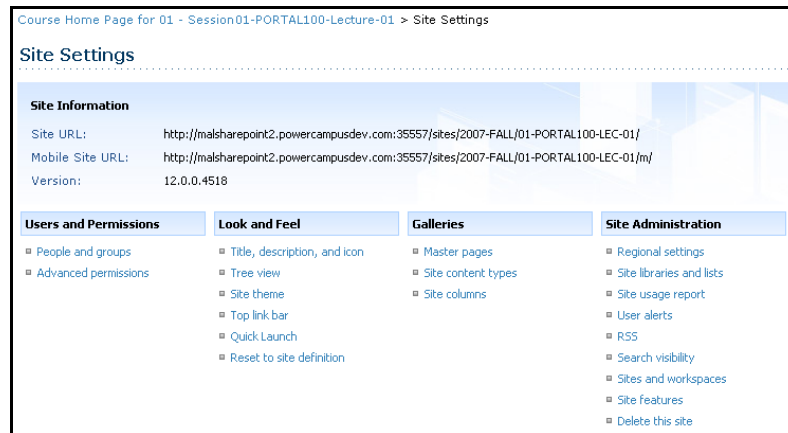 Course Home Page for 01 - Session01-PORTAL100-Lecture-01 > Site Settings
Site Settings
Site Information
Site URL: http://malsharepoint2.powercampusdev.com:35557/sites/2007-FALL/01-PORTAL100-LEC-01/
Mobile Site URL: http://malsharepoint2.powercampusdev.com:35557/sites/2007-FALL/01-PORTAL100-LEC-01/m/
Version: 12.0.0.4518
Users and Permissions
People and groups
Advanced permissions
Look and Feel
Title, description, and icon
Tree view
Site theme
Top link bar
Quick Launch
Reset to site definition
Galleries
Master pages
Site content types
Site columns
Site Administration
Regional settings
Site libraries and lists
Site usage report
User alerts
RSS
Search visibility
Sites and workspaces
Site features
Delete this site